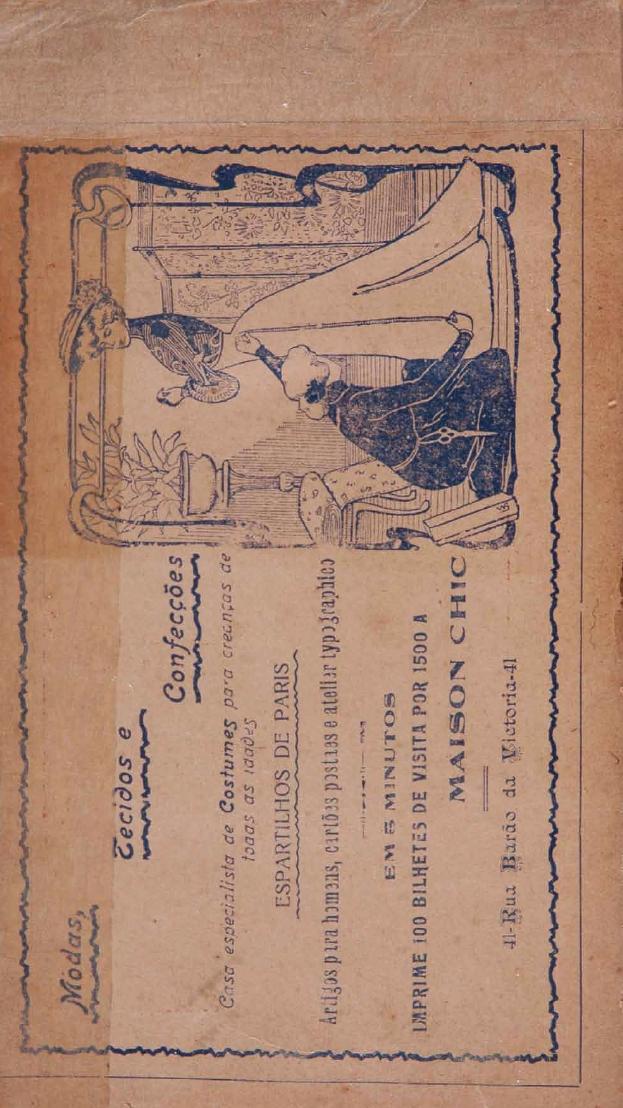 Modas,
Tecidos e
Confecções
Casa especialista de Costumes para creanças de
todas as idades
ESPARTILHOS DE PARIS
Artigos para homens, cartões postaes e atelier typographico
EM 5 MINUTOS
IMPRIME 100 BILHETES DE VISITA POR 1500 A
MAISON CHIC
41-Rua Barão da Victoria-41